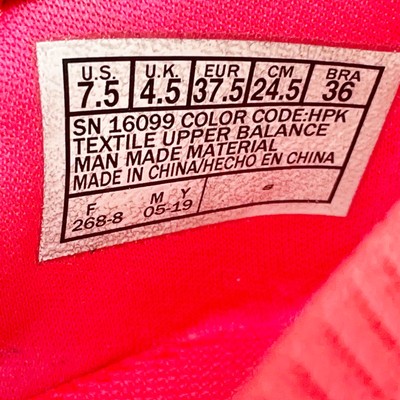 U.S. U.K. EUR CM BRA
7.5 4.5 37.5 24.5 36
SN 16099 COLOR CODE:HPK
TEXTILE UPPER BALANCE
MAN MADE MATERIAL
MADE IN CHINA/HECHO EN CHINA
F M Y
268-8 05-19